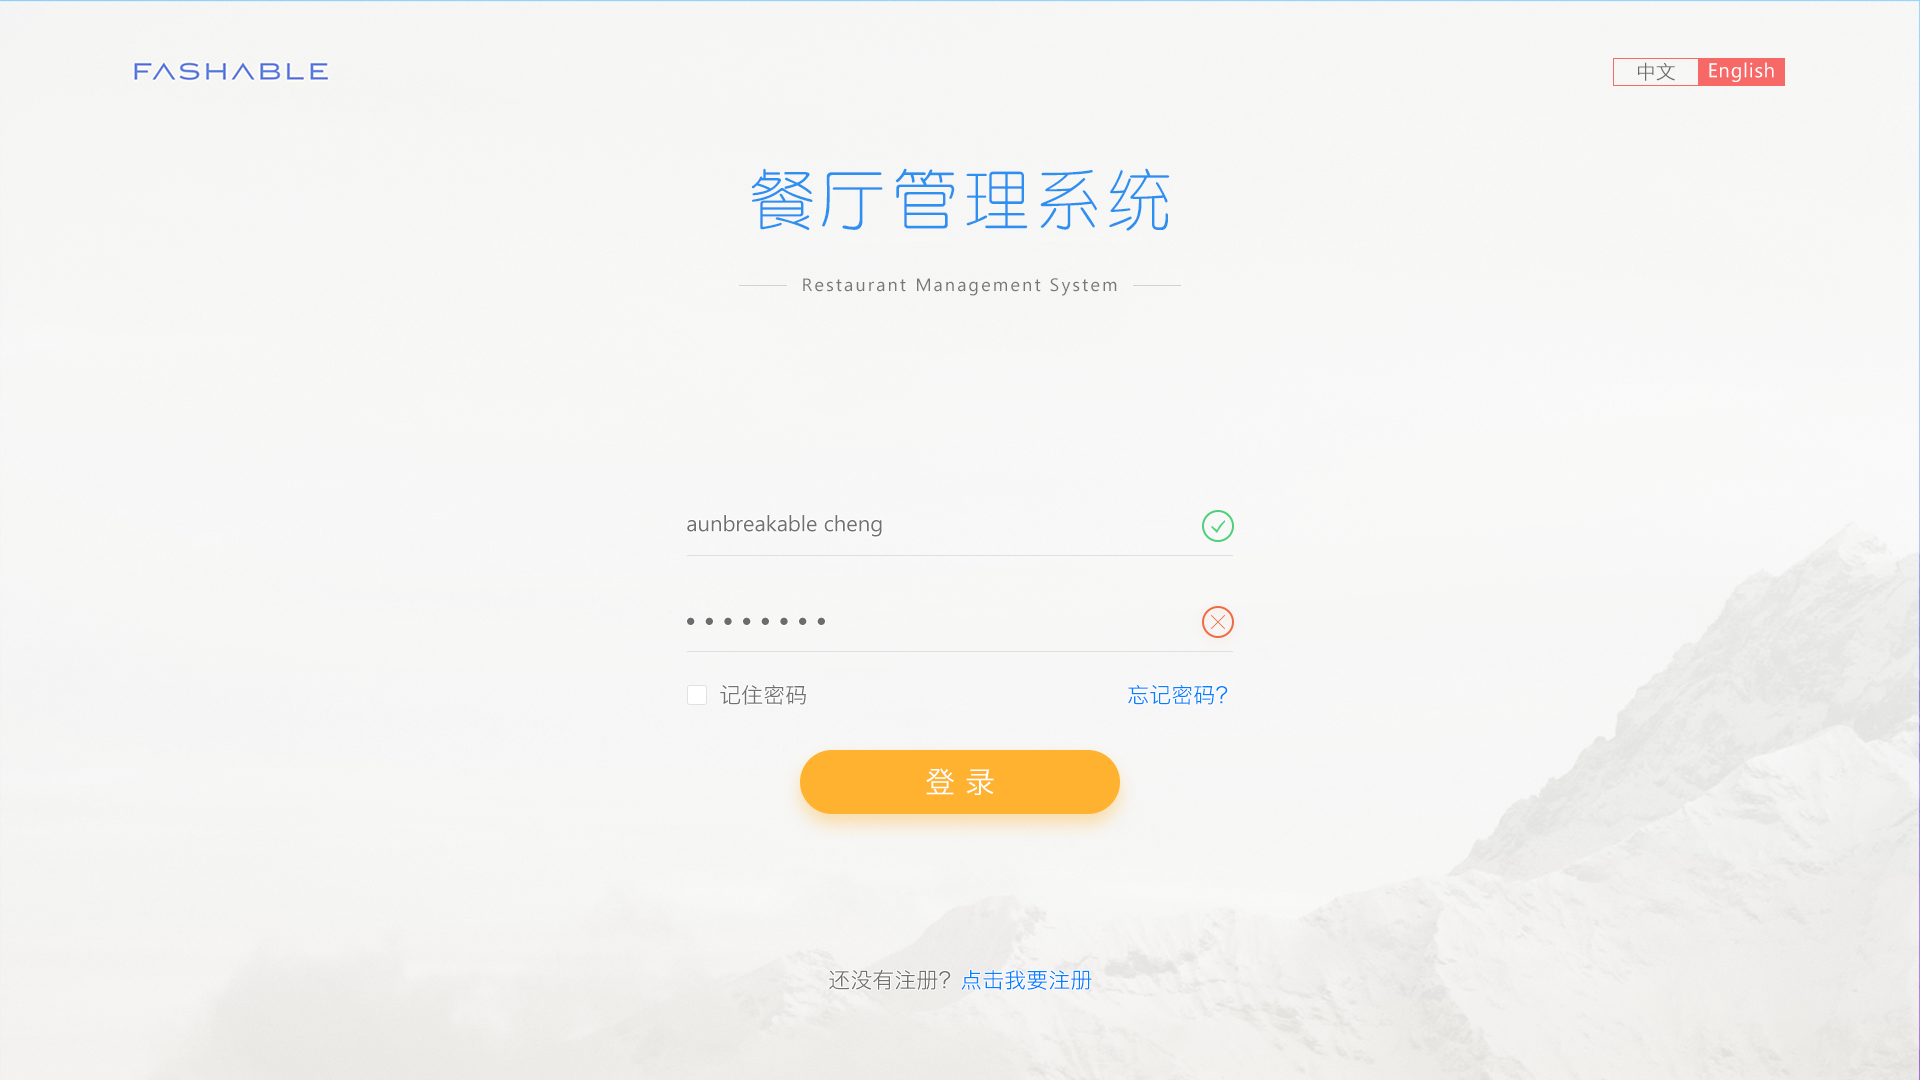 FASHABLE
中文 English
餐厅管理系统
Restaurant Management System
aunbreakable cheng
••••••••
记住密码 忘记密码?
登录
还没有注册? 点击我要注册